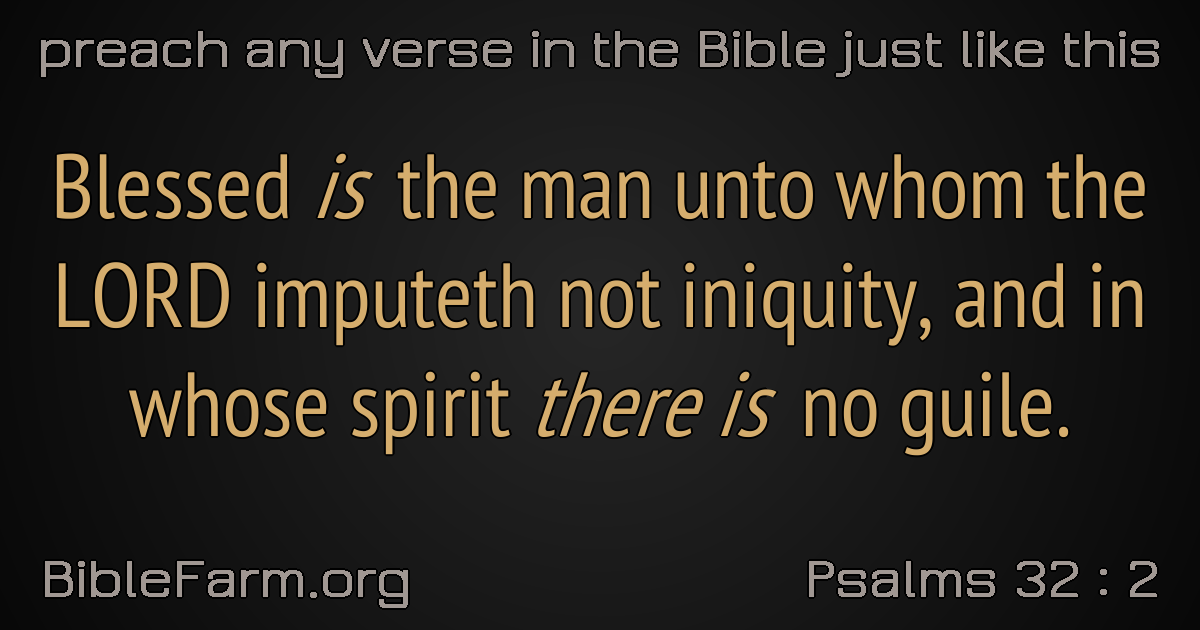 preach any verse in the Bible just like this
Blessed is the man unto whom the
LORD imputeth not iniquity, and in
whose spirit there is no guile.
BibleFarm.org
Psalms 32 : 2